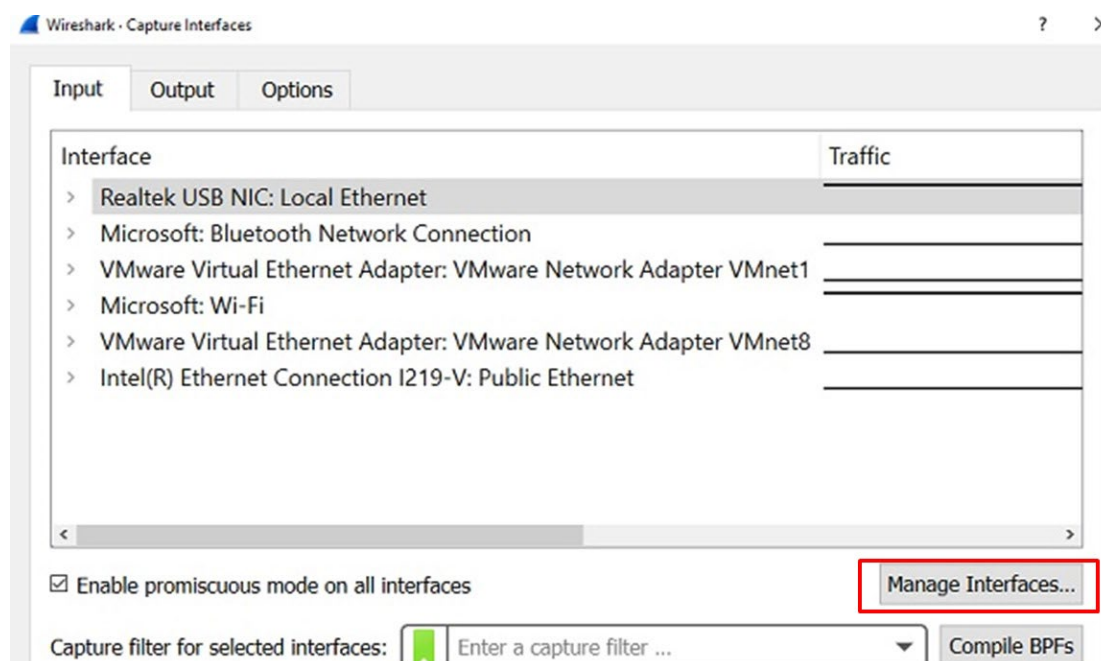 Wireshark · Capture Interfaces
Input Output Options
Interface Traffic
Realtek USB NIC: Local Ethernet
Microsoft: Bluetooth Network Connection
VMware Virtual Ethernet Adapter: VMware Network Adapter VMnet1
Microsoft: Wi-Fi
VMware Virtual Ethernet Adapter: VMware Network Adapter VMnet8
Intel(R) Ethernet Connection I219-V: Public Ethernet
Enable promiscuous mode on all interfaces Manage Interfaces...
Capture filter for selected interfaces: Enter a capture filter ... Compile BPFs